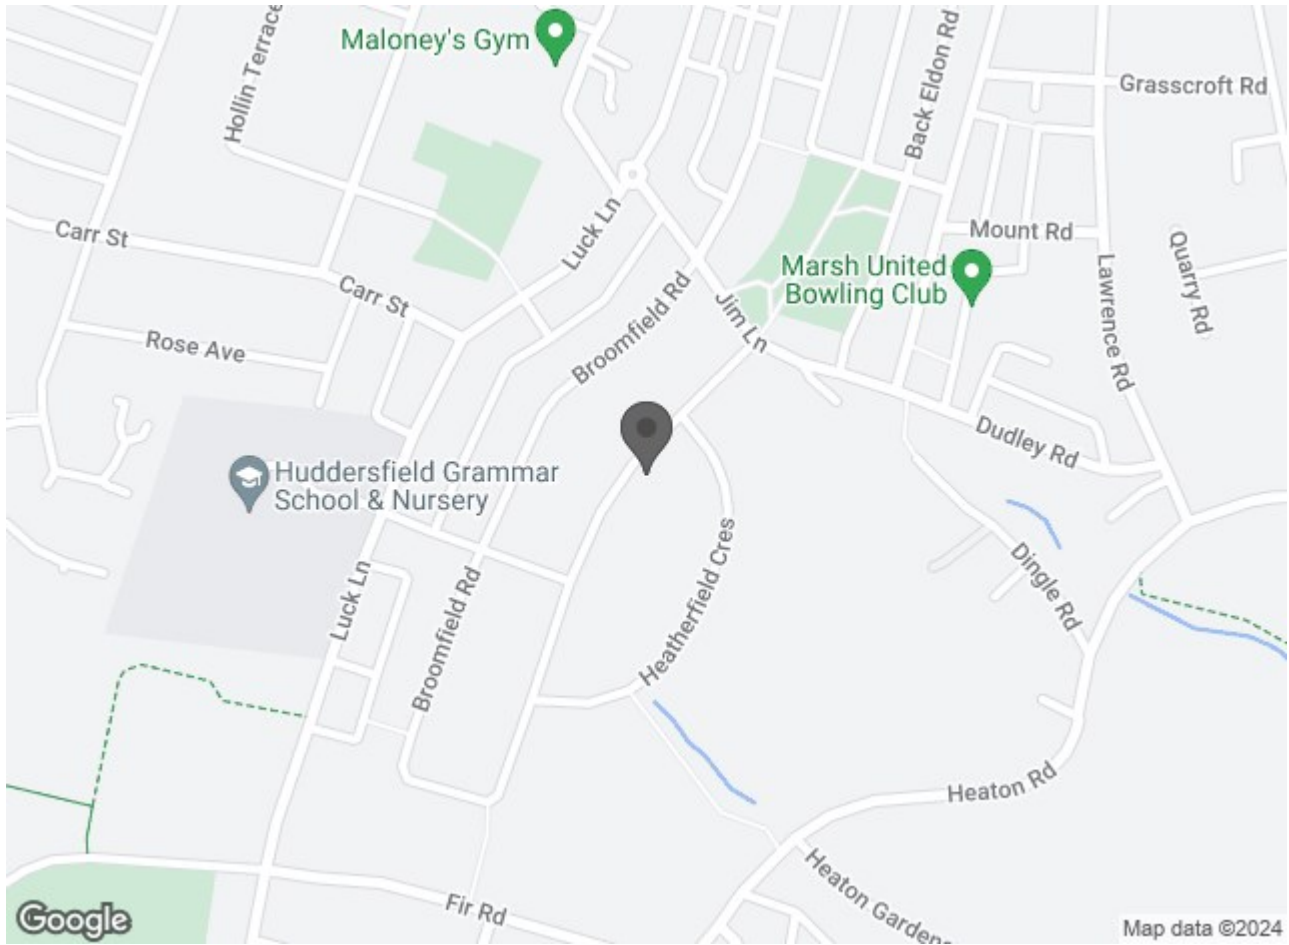 Maloney's Gym
Hollin Terrace
Back Eldon Rd
Grasscroft Rd
Carr St
Luck Ln
Mount Rd
Quarry Rd
Marsh United
Bowling Club
Lawrence Rd
Carr St
Rose Ave
Broomfield Rd
Jim Ln
Dudley Rd
Huddersfield Grammar
School & Nursery
Luck Ln
Broomfield Rd
Heatherfield Cres
Dingle Rd
Heaton Rd
Heaton Gardens
Fir Rd
Google
Map data ©2024